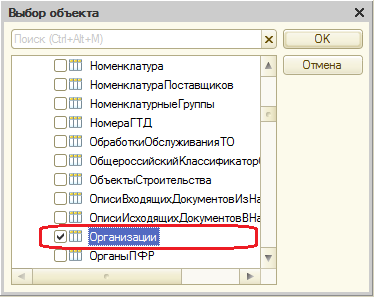 Выбор объекта
Поиск (Ctrl+Alt+M)
OK
Отмена
Номенклатура
НоменклатураПоставщиков
НоменклатурныеГруппы
НомераГТД
ОбработкиОбслуживанияТО
ОбщероссийскийКлассификатор
ОбъектыСтроительства
ОписиВходящихДокументовИзНа
ОписиИсходящихДокументовВНа
Организации
ОрганыПФР